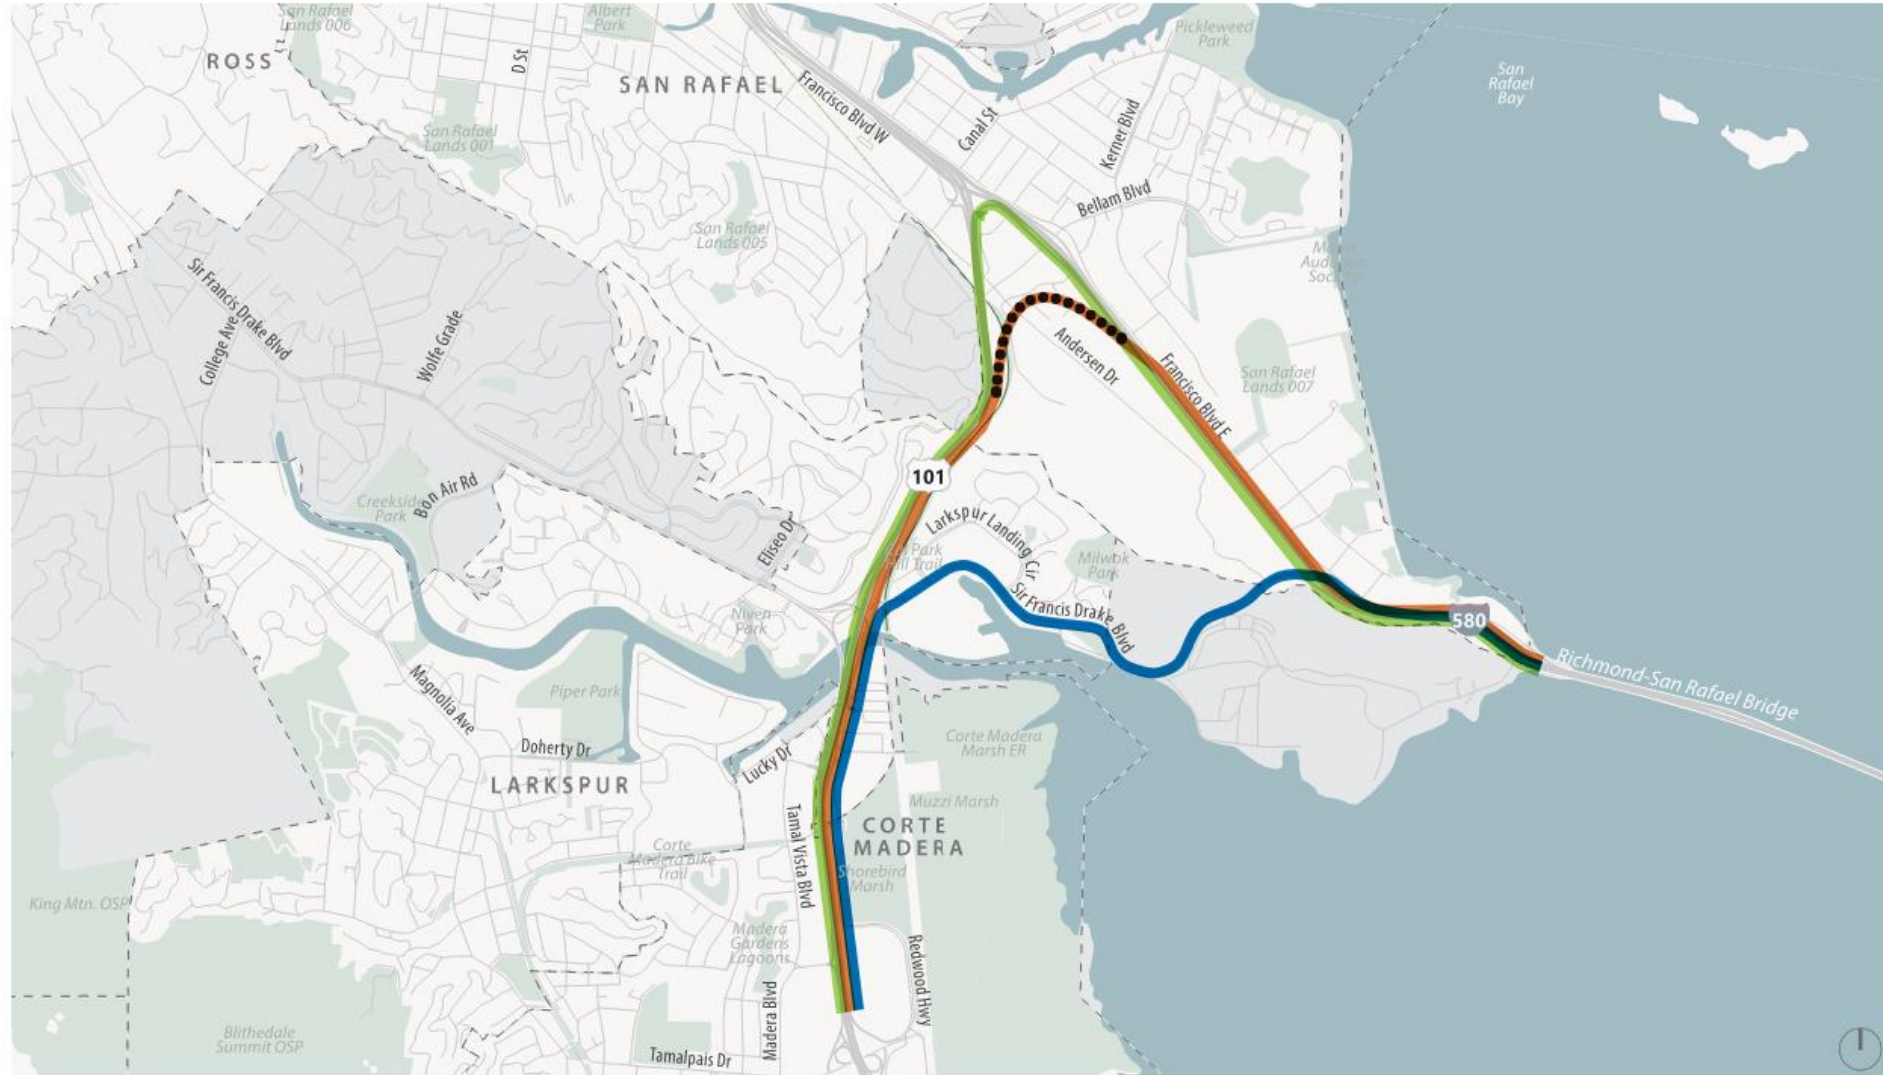 San Rafael
Lands 006
Albert
Park
Pickleweed
Park
ROSS
D St
SAN RAFAEL
San
Rafael
Bay
Francisco Blvd W
Canal St
Kerner Blvd
San Rafael
Lands 001
Bellam Blvd
San Rafael
Lands 005
Sir Francis Drake Blvd
College Ave
Wolfe Grade
Andersen Dr
Francisco Blvd E
San Rafael
Lands 007
101
Creekside
Park
Bon Air Rd
Eliseo Dr
Larkspur Landing Cir
Milwok
Park
Hill Trail
Sir Francis Drake Blvd
Niven
Park
580
Richmond-San Rafael Bridge
Magnolia Ave
Piper Park
Doherty Dr
Lucky Dr
Corte Madera
Marsh ER
LARKSPUR
Tamal Vista Blvd
Muzzi Marsh
CORTE
MADERA
Corte
Madera Bike
Trail
Shorebird
Marsh
King Mtn. OSP
Madera
Gardens
Lagoons
Redwood Hwy
Madera Blvd
Blithedale
Summit OSP
Tamalpais Dr